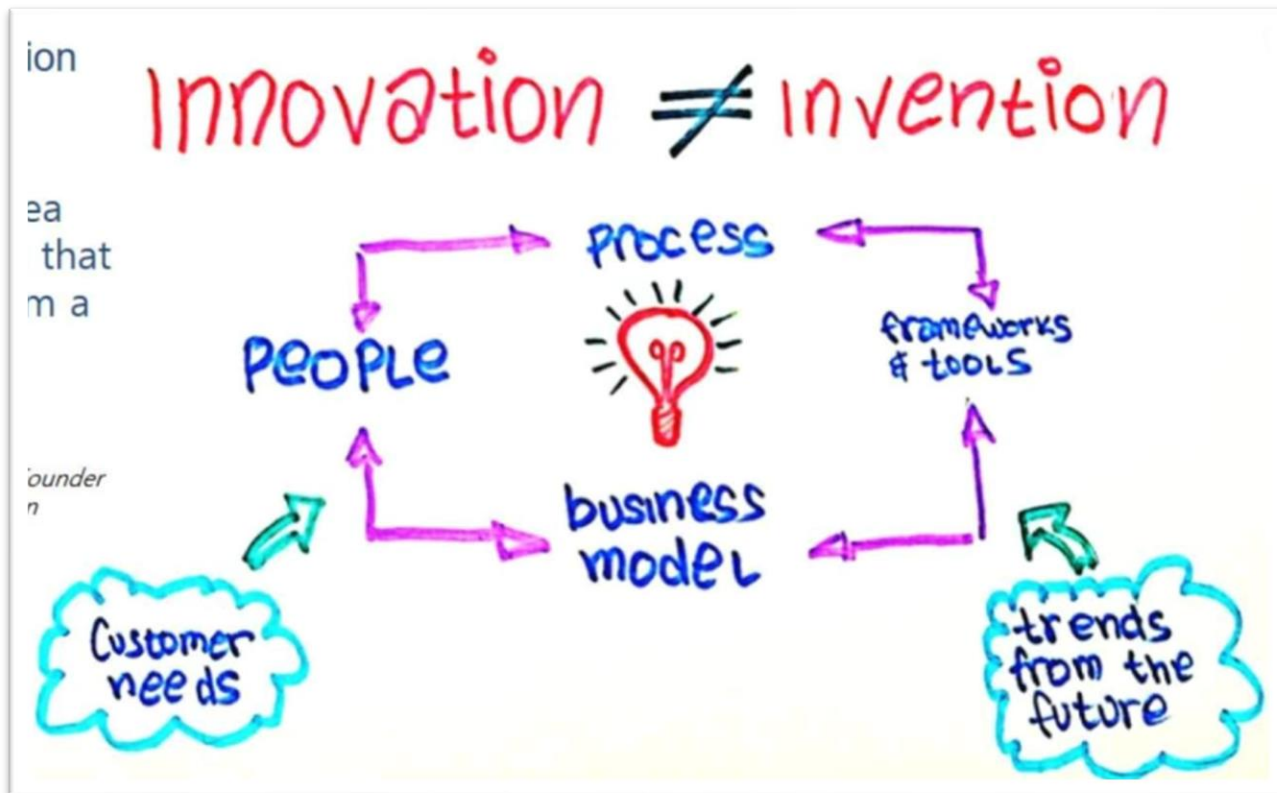 ion
ea
that
m a
ounder
n
Innovation ≠ invention
process
PEOPLE
frameworks
& tools
business
model
Customer
needs
trends
from the
future